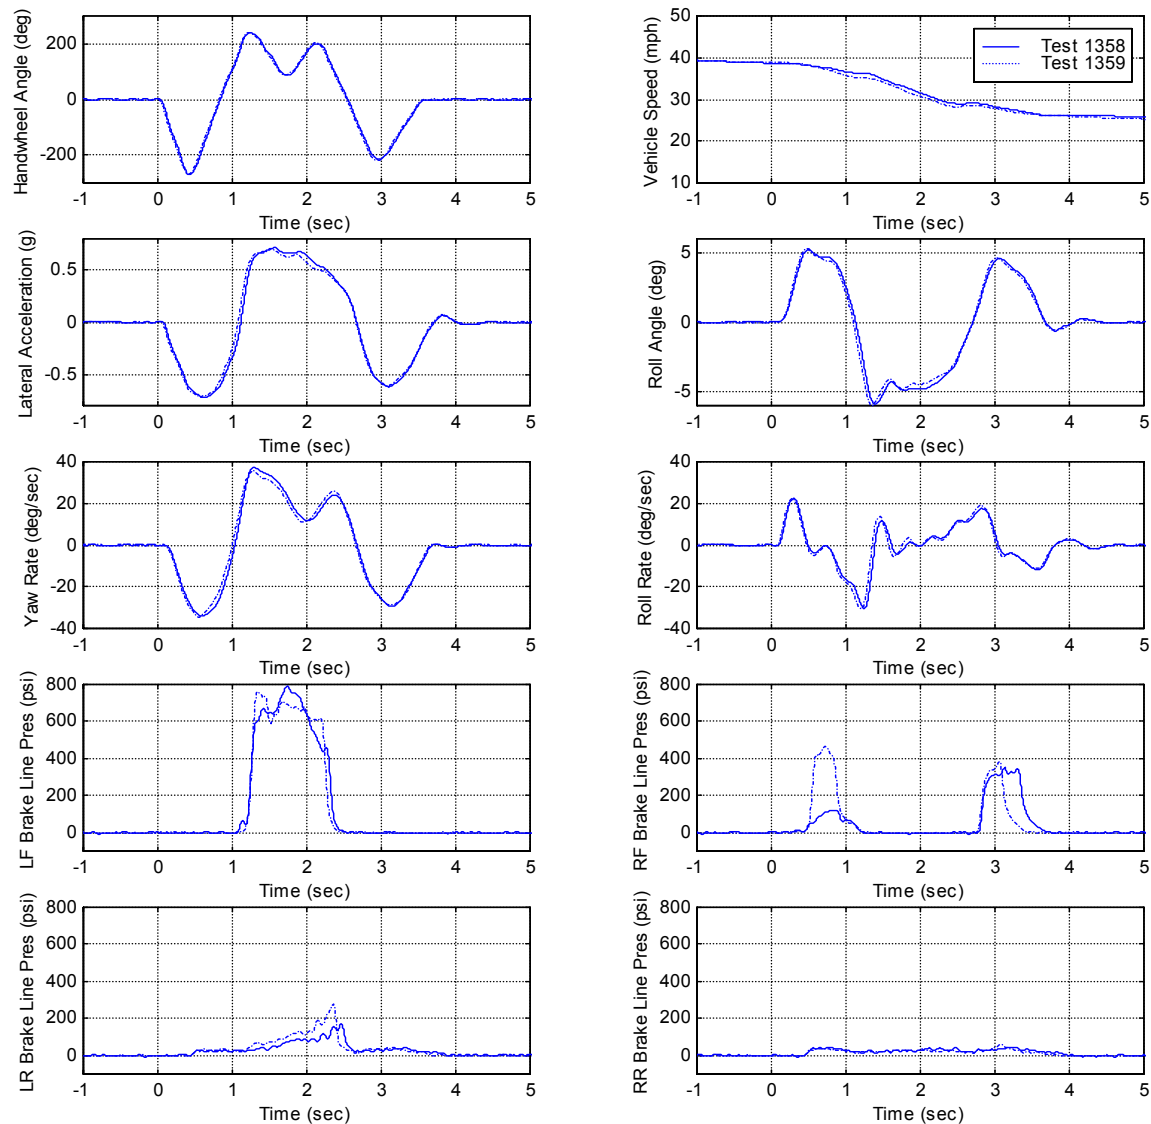 Handwheel Angle (deg)
200
0
-200
-1 0 1 2 3 4 5
Time (sec)
Vehicle Speed (mph)
50
40
30
20
10
-1 0 1 2 3 4 5
Time (sec)
Test 1358
Test 1359
Lateral Acceleration (g)
0.5
0
-0.5
-1 0 1 2 3 4 5
Time (sec)
Roll Angle (deg)
5
0
-5
-1 0 1 2 3 4 5
Time (sec)
Yaw Rate (deg/sec)
40
20
0
-20
-40
-1 0 1 2 3 4 5
Time (sec)
Roll Rate (deg/sec)
40
20
0
-20
-40
-1 0 1 2 3 4 5
Time (sec)
LF Brake Line Pres (psi)
800
600
400
200
0
-1 0 1 2 3 4 5
Time (sec)
RF Brake Line Pres (psi)
800
600
400
200
0
-1 0 1 2 3 4 5
Time (sec)
LR Brake Line Pres (psi)
800
600
400
200
0
-1 0 1 2 3 4 5
Time (sec)
RR Brake Line Pres (psi)
800
600
400
200
0
-1 0 1 2 3 4 5
Time (sec)